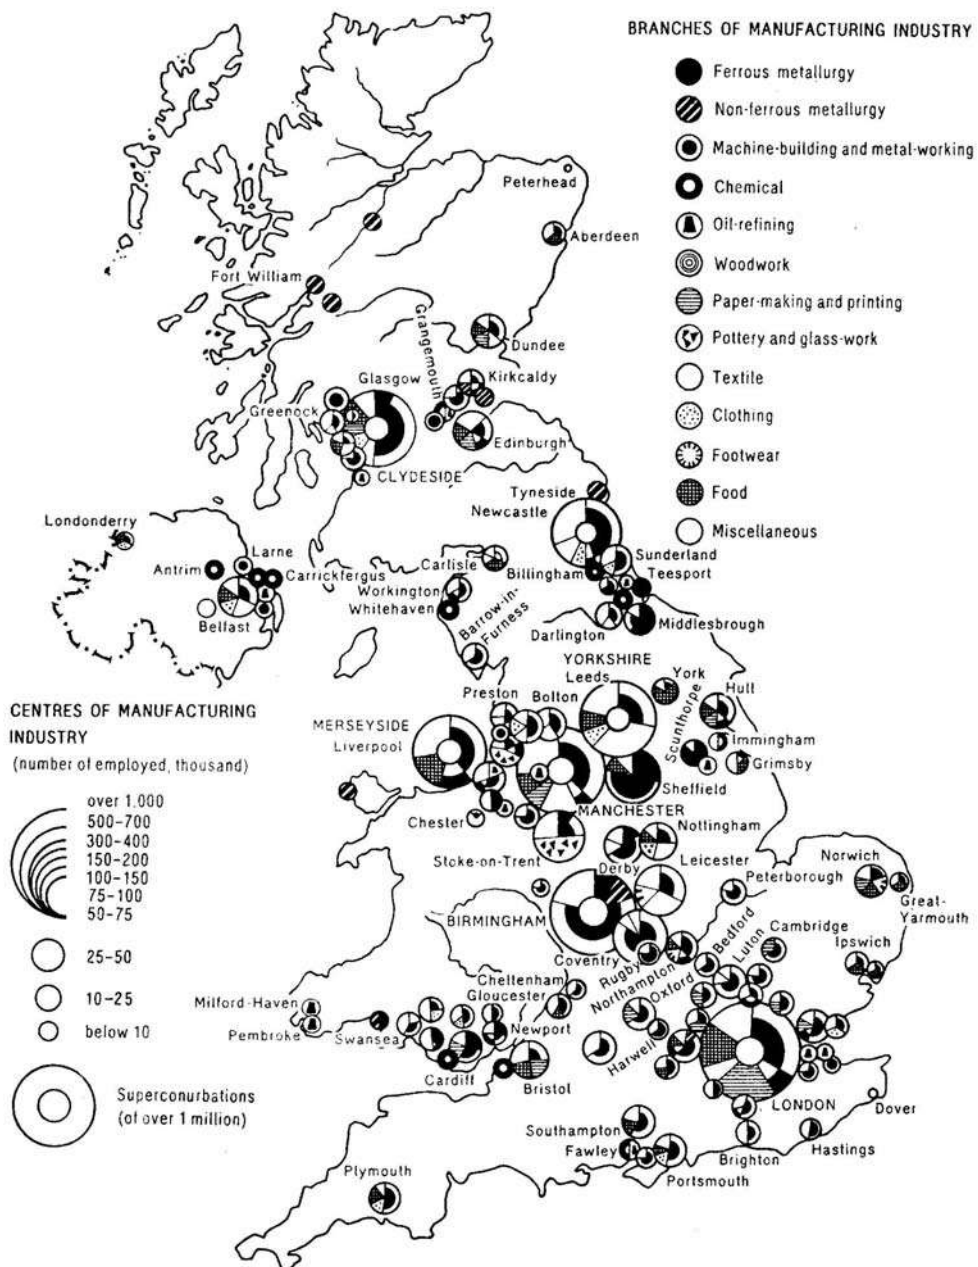 BRANCHES OF MANUFACTURING INDUSTRY
Ferrous metallurgy
Non-ferrous metallurgy
Machine-building and metal-working
Chemical
Oil-refining
Woodwork
Paper-making and printing
Pottery and glass-work
Textile
Clothing
Footwear
Food
Miscellaneous
Peterhead
Aberdeen
Fort William
Dundee
Grangemouth
Kirkcaldy
Glasgow
Greenock
Edinburgh
CLYDESIDE
Tyneside
Newcastle
Londonderry
Larne
Antrim
Carrickfergus
Belfast
Carlisle
Billingham
Sunderland
Teesport
Workington
Whitehaven
Barrow-in-
Furness
Darlington
Middlesbrough
YORKSHIRE
Leeds
York
Hull
Scunthorpe
Preston
Bolton
MERSEYSIDE
Liverpool
Immingham
Grimsby
Sheffield
Chester
MANCHESTER
Nottingham
Stoke-on-Trent
Derby
Leicester
Peterborough
Norwich
Great-
Yarmouth
BIRMINGHAM
Coventry
Rugby
Northampton
Bedford
Luton
Cambridge
Ipswich
Oxford
Cheltenham
Gloucester
Milford-Haven
Pembroke
Swansea
Newport
Harwell
Cardiff
Bristol
LONDON
Dover
Southampton
Fawley
Portsmouth
Brighton
Hastings
Plymouth
CENTRES OF MANUFACTURING
INDUSTRY
(number of employed, thousand)
over 1,000
500-700
300-400
150-200
100-150
75-100
50-75
25-50
10-25
below 10
Superconurbations
(of over 1 million)